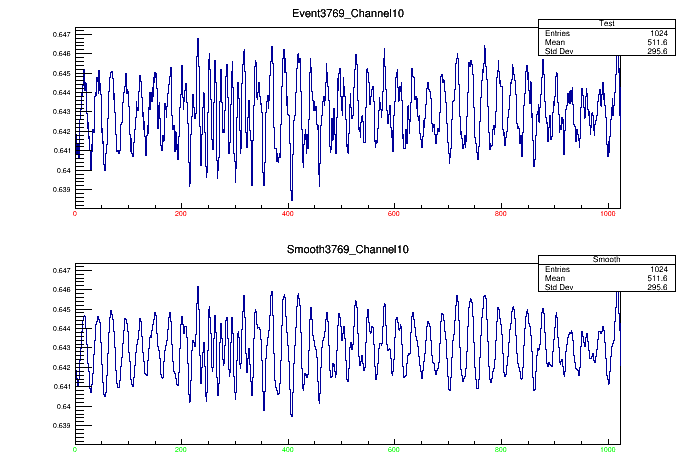 Event3769_Channel10
Test
Entries 1024
Mean 511.6
Std Dev 295.6
0.647
0.646
0.645
0.644
0.643
0.642
0.641
0.64
0.639
0 200 400 600 800 1000
Smooth3769_Channel10
Smooth
Entries 1024
Mean 511.6
Std Dev 295.6
0.647
0.646
0.645
0.644
0.643
0.642
0.641
0.64
0.639
0 200 400 600 800 1000